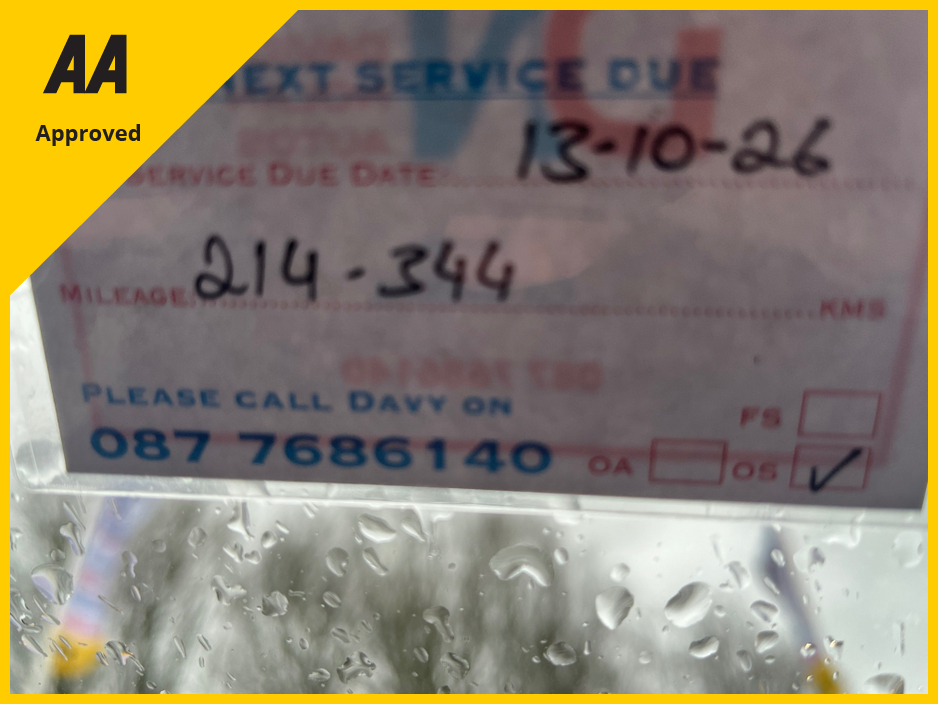 AA
Approved
NEXT SERVICE DUE
SERVICE DUE DATE: 13-10-26
MILEAGE: 214-344 KMS
PLEASE CALL DAVY ON
FS
087 7686140 OA OS ✓